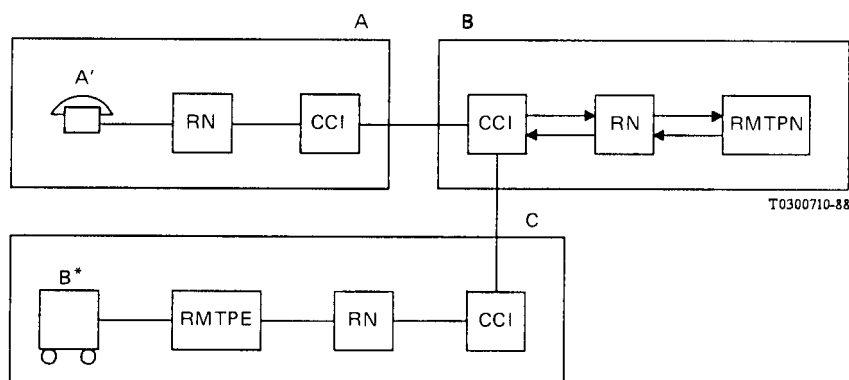 A
B
A'
RN
CCI
CCI
RN
RMTPN
T0300710-88
C
B*
RMTPE
RN
CCI